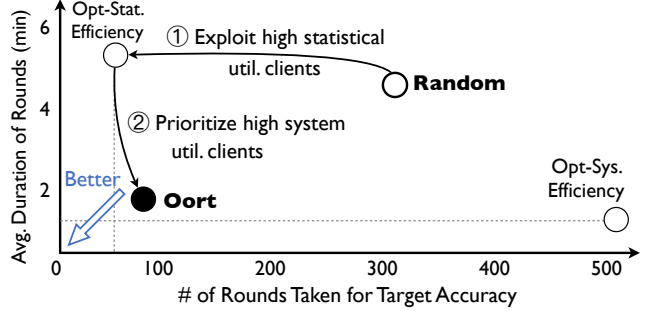 Avg. Duration of Rounds (min)
6
4
2
Opt-Stat.
Efficiency
① Exploit high statistical
util. clients
Random
② Prioritize high system
util. clients
Better
Oort
Opt-Sys.
Efficiency
0 100 200 300 400 500
# of Rounds Taken for Target Accuracy